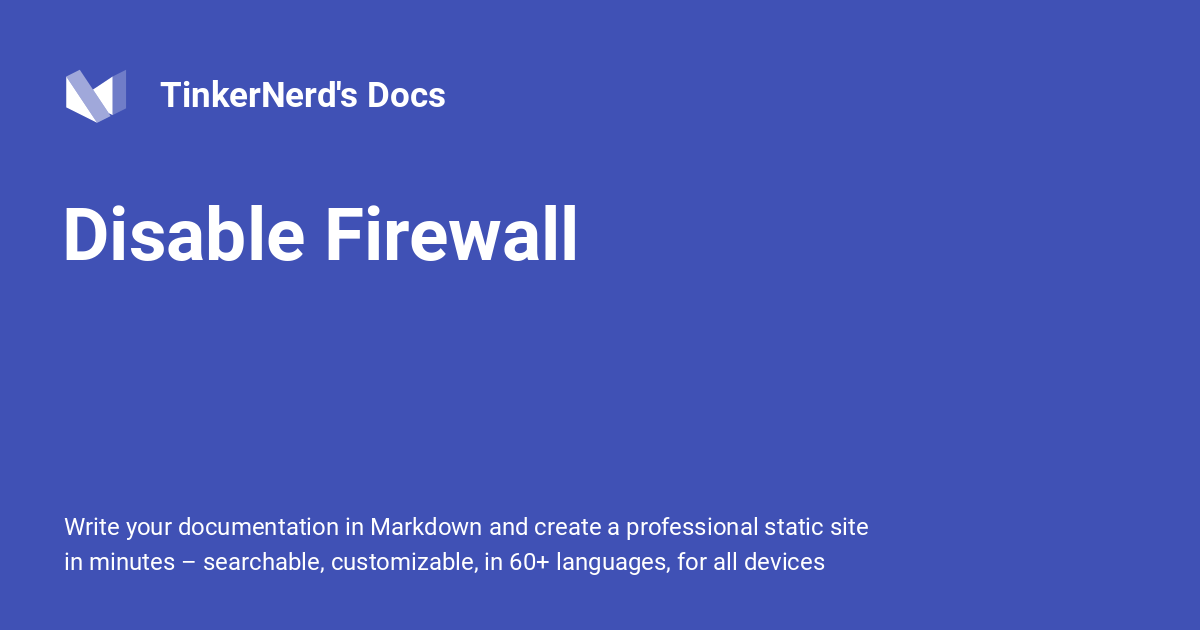 TinkerNerd's Docs
Disable Firewall
Write your documentation in Markdown and create a professional static site
in minutes – searchable, customizable, in 60+ languages, for all devices